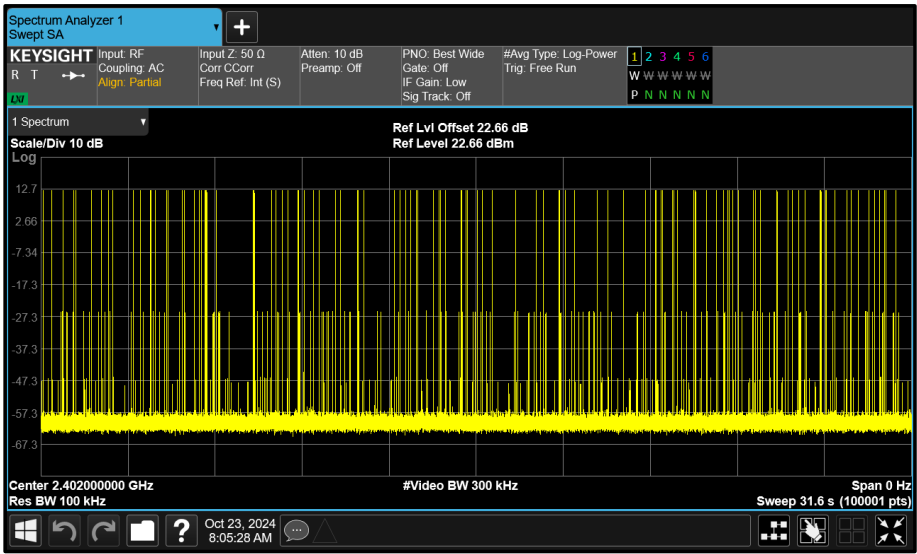 Spectrum Analyzer 1
Swept SA
+
KEYSIGHT Input: RF Input Z: 50 Ω Atten: 10 dB PNO: Best Wide #Avg Type: Log-Power 1 2 3 4 5 6
R T Coupling: AC Corr CCorr Preamp: Off Gate: Off Trig: Free Run W W W W W W
Align: Partial Freq Ref: Int (S) IF Gain: Low P N N N N N
LXI Sig Track: Off
1 Spectrum
Ref Lvl Offset 22.66 dB
Scale/Div 10 dB Ref Level 22.66 dBm
Log
12.7
2.66
-7.34
-17.3
-27.3
-37.3
-47.3
-57.3
-67.3
Center 2.402000000 GHz #Video BW 300 kHz Span 0 Hz
Res BW 100 kHz Sweep 31.6 s (100001 pts)
? Oct 23, 2024
8:05:28 AM